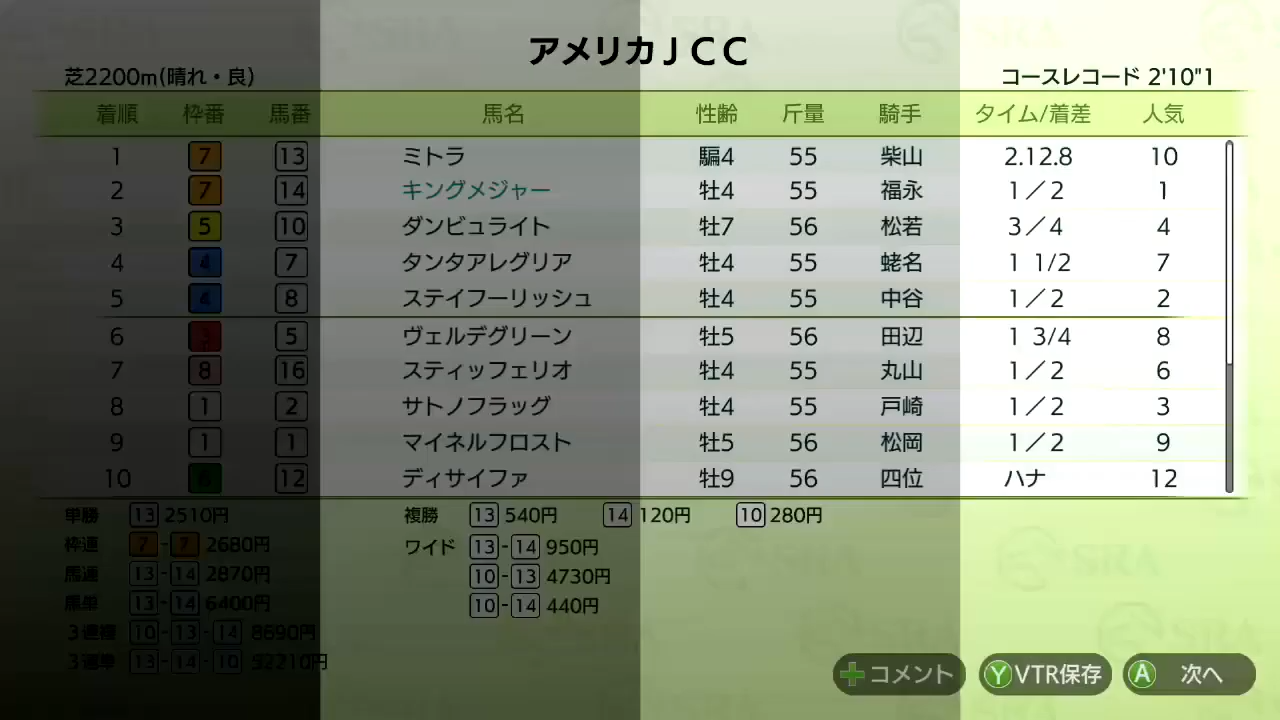 アメリカJCC
芝2200m(晴れ・良) コースレコード 2'10"1
着順 枠番 馬番 馬名 性齢 斤量 騎手 タイム/着差 人気
1 7 13 ミトラ 騸4 55 柴山 2.12.8 10
2 7 14 キングメジャー 牡4 55 福永 1/2 1
3 5 10 ダンビュライト 牡7 56 松若 3/4 4
4 4 7 タンタアレグリア 牡4 55 蛯名 1 1/2 7
5 4 8 ステイフーリッシュ 牡4 55 中谷 1/2 2
6 3 5 ヴェルデグリーン 牡5 56 田辺 1 3/4 8
7 8 16 スティッフェリオ 牡4 55 丸山 1/2 6
8 1 2 サトノフラッグ 牡4 55 戸崎 1/2 3
9 1 1 マイネルフロスト 牡5 56 松岡 1/2 9
10 6 12 ディサイファ 牡9 56 四位 ハナ 12
単勝 13 2510円 複勝 13 540円 14 120円 10 280円
枠連 7-7 2680円 ワイド 13-14 950円
馬連 13-14 2870円 10-13 4730円
馬単 13-14 6400円 10-14 440円
3連複 10-13-14 8690円
3連単 13-14-10 52210円
コメント Y VTR保存 A 次へ